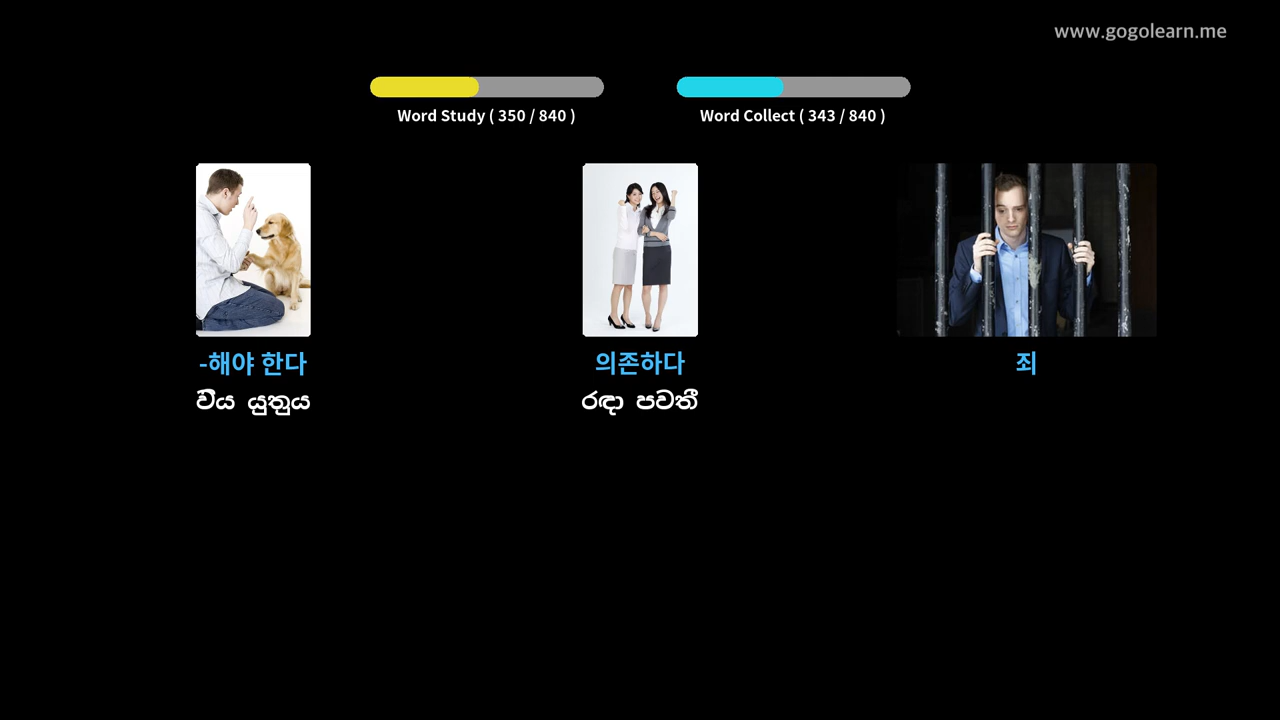 www.gogolearn.me
Word Study ( 350 / 840 )
Word Collect ( 343 / 840 )
-해야 한다
의존하다
죄
විය යුතුය
රඳා පවතී